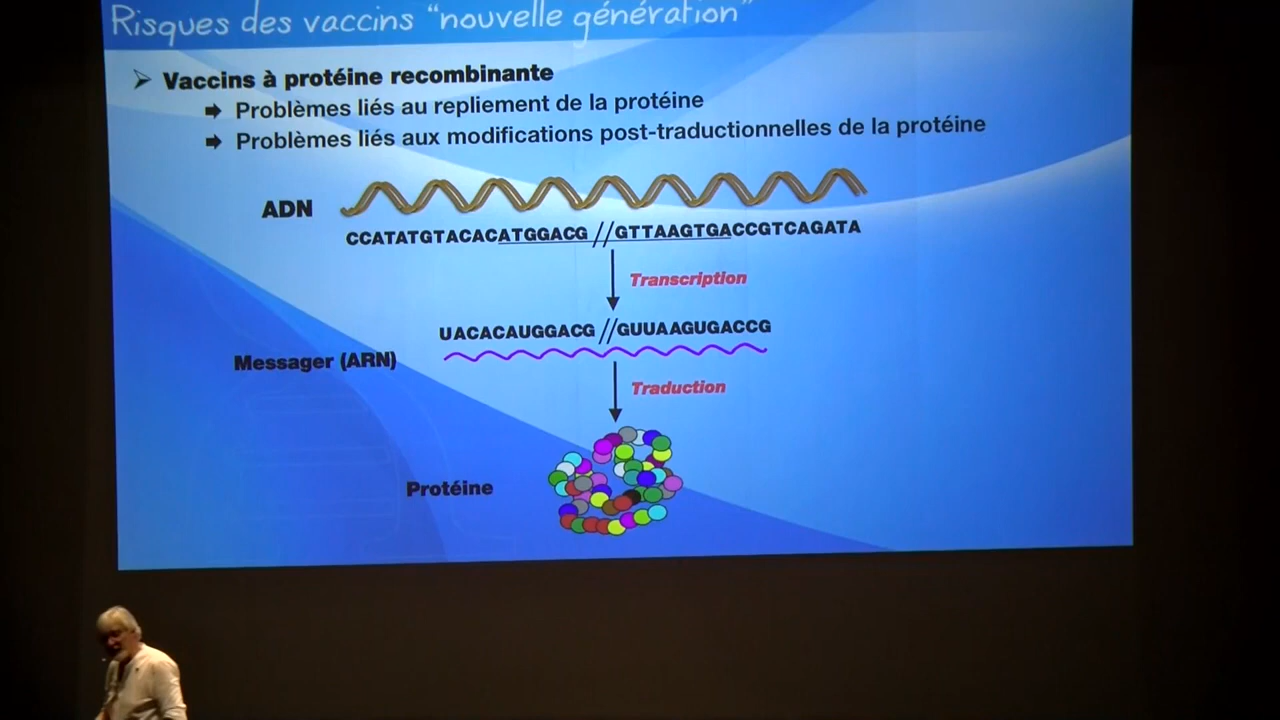 Risques des vaccins "nouvelle génération"
➤ Vaccins à protéine recombinante
➡ Problèmes liés au repliement de la protéine
➡ Problèmes liés aux modifications post-traductionnelles de la protéine
ADN
CCATATGTACACATGGACG //GTTAAGTGACCGTCAGATA
Transcription
UACACAUGGACG //GUUAAGUGACCG
Messager (ARN)
Traduction
Protéine